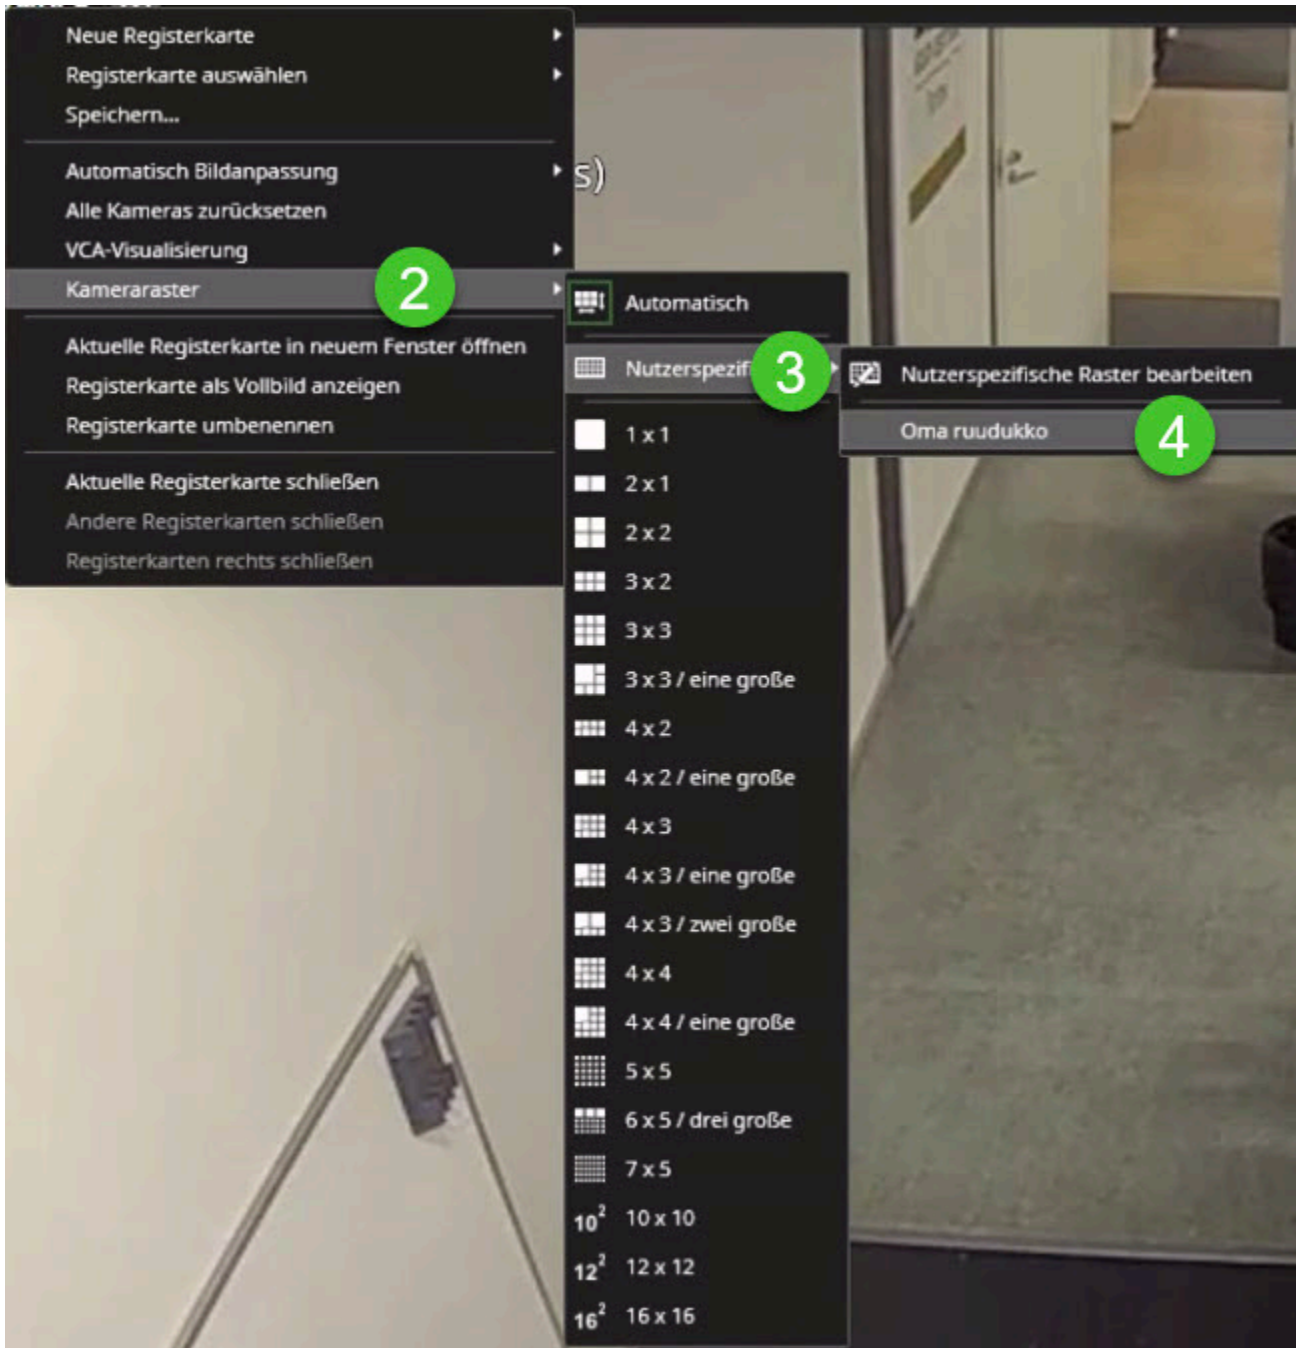 Neue Registerkarte
Registerkarte auswählen
Speichern...
Automatisch Bildanpassung
Alle Kameras zurücksetzen
VCA-Visualisierung
Kameraraster
2
Aktuelle Registerkarte in neuem Fenster öffnen
Registerkarte als Vollbild anzeigen
Registerkarte umbenennen
Aktuelle Registerkarte schließen
Andere Registerkarten schließen
Registerkarten rechts schließen
s)
Automatisch
Nutzerspezif
3
1 x 1
2 x 1
2 x 2
3 x 2
3 x 3
3 x 3 / eine große
4 x 2
4 x 2 / eine große
4 x 3
4 x 3 / eine große
4 x 3 / zwei große
4 x 4
4 x 4 / eine große
5 x 5
6 x 5 / drei große
7 x 5
10² 10 x 10
12² 12 x 12
16² 16 x 16
Nutzerspezifische Raster bearbeiten
Oma ruudukko
4